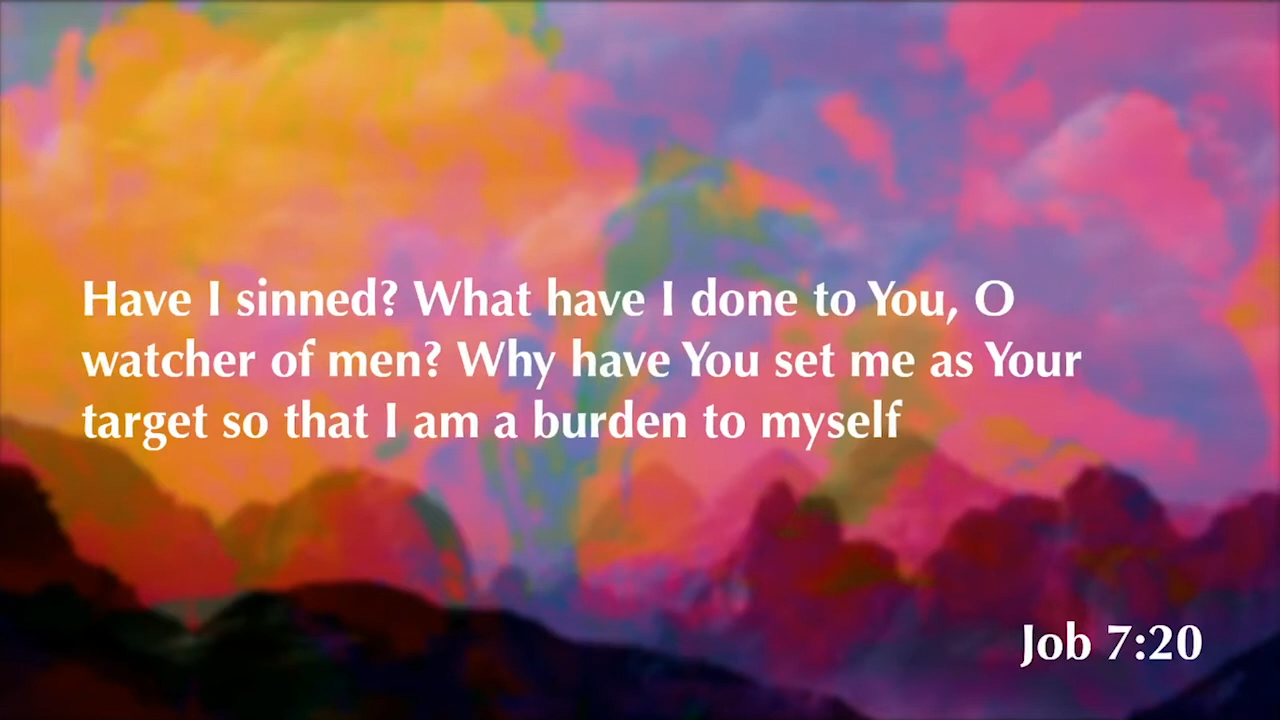 Have I sinned? What have I done to You, O
watcher of men? Why have You set me as Your
target so that I am a burden to myself
Job 7:20